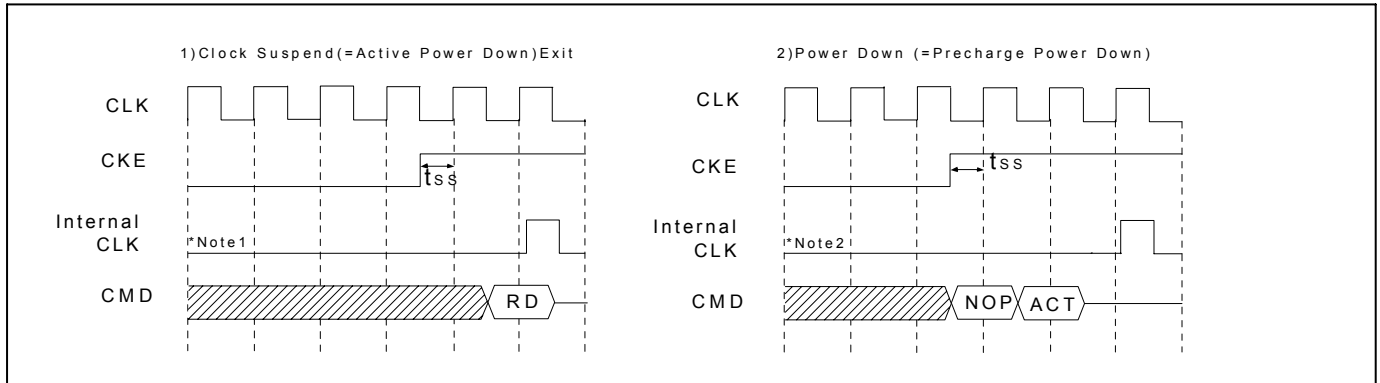 1)Clock Suspend(=Active Power Down)Exit
CLK
CKE
tss
Internal
CLK
*Note1
CMD
RD
2)Power Down (=Precharge Power Down)
CLK
CKE
tss
Internal
CLK
*Note2
CMD
NOP
ACT